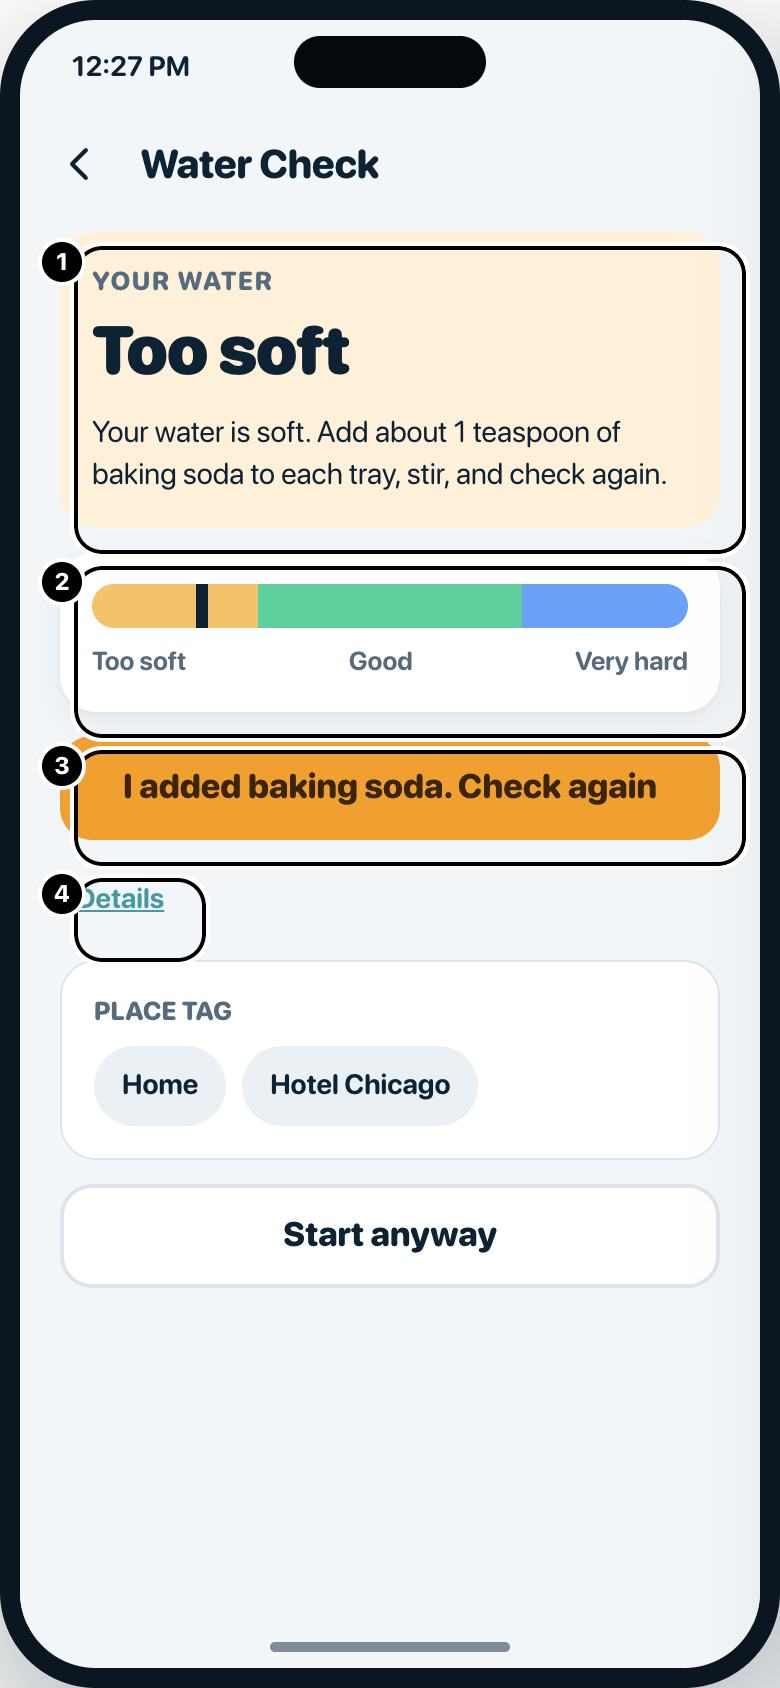 12:27 PM
Water Check
1
YOUR WATER
Too soft
Your water is soft. Add about 1 teaspoon of
baking soda to each tray, stir, and check again.
2
Too soft Good Very hard
3
I added baking soda. Check again
4
Details
PLACE TAG
Home Hotel Chicago
Start anyway